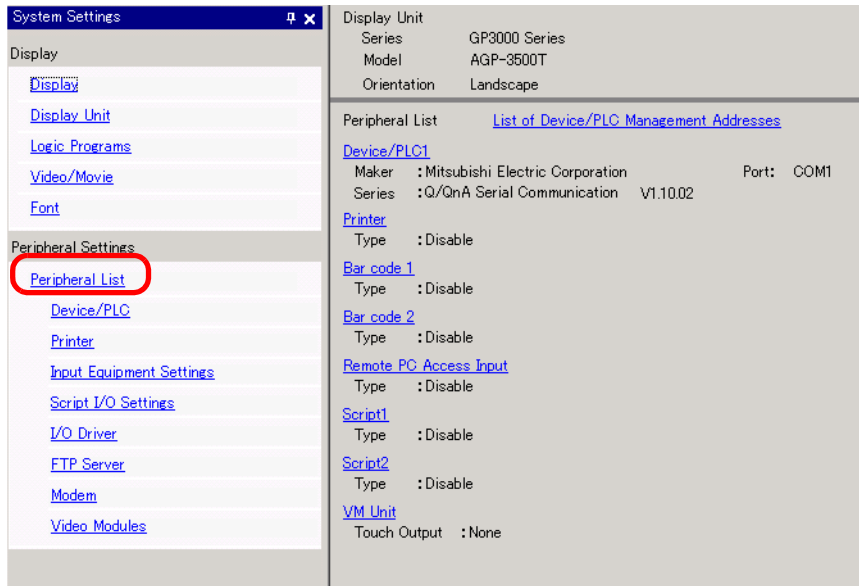 System Settings
Display
Display
Display Unit
Logic Programs
Video/Movie
Font
Peripheral Settings
Peripheral List
Device/PLC
Printer
Input Equipment Settings
Script I/O Settings
I/O Driver
FTP Server
Modem
Video Modules
Display Unit
Series GP3000 Series
Model AGP-3500T
Orientation Landscape
Peripheral List List of Device/PLC Management Addresses
Device/PLC1
Maker :Mitsubishi Electric Corporation Port: COM1
Series :Q/QnA Serial Communication V1.10.02
Printer
Type :Disable
Bar code 1
Type :Disable
Bar code 2
Type :Disable
Remote PC Access Input
Type :Disable
Script1
Type :Disable
Script2
Type :Disable
VM Unit
Touch Output :None